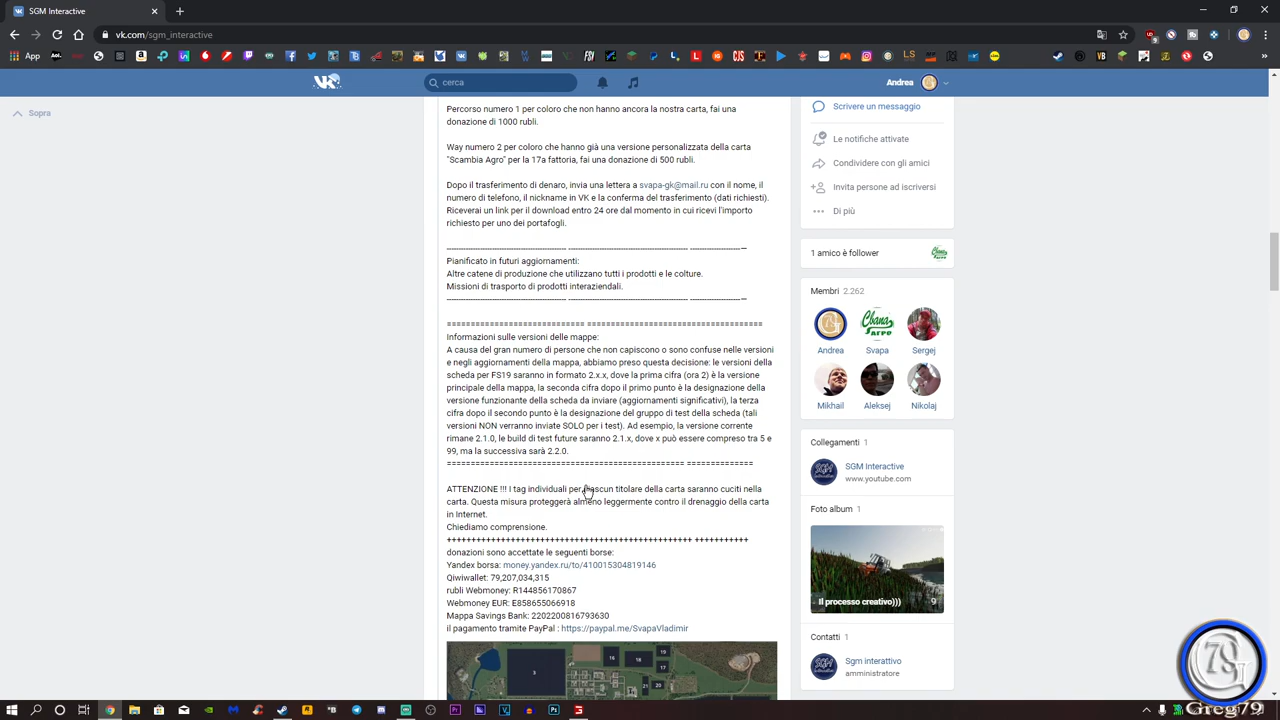 SGM Interactive
vk.com/sgm_interactive
App
cerca
Andrea
Sopra
Percorso numero 1 per coloro che non hanno ancora la nostra carta, fai una
donazione di 1000 rubli.
Way numero 2 per coloro che hanno già una versione personalizzata della carta
"Scambia Agro" per la 17a fattoria, fai una donazione di 500 rubli.
Dopo il trasferimento di denaro, invia una lettera a svapa-gk@mail.ru con il nome, il
numero di telefono, il nickname in VK e la conferma del trasferimento (dati richiesti).
Riceverai un link per il download entro 24 ore dal momento in cui ricevi l'importo
richiesto per uno dei portafogli.
Pianificato in futuri aggiornamenti:
Altre catene di produzione che utilizzano tutti i prodotti e le colture.
Missioni di trasporto di prodotti interaziendali.
Informazioni sulle versioni delle mappe:
A causa del gran numero di persone che non capiscono o sono confuse nelle versioni
e negli aggiornamenti della mappa, abbiamo preso questa decisione: le versioni della
scheda per FS19 saranno in formato 2.x.x, dove la prima cifra (ora 2) è la versione
principale della mappa, la seconda cifra dopo il primo punto è la designazione della
versione funzionante della scheda da inviare (aggiornamenti significativi), la terza
cifra dopo il secondo punto è la designazione del gruppo di test della scheda (tali
versioni NON verranno inviate SOLO per i test). Ad esempio, la versione corrente
rimane 2.1.0, le build di test future saranno 2.1.x, dove x può essere compreso tra 5 e
99, ma la successiva sarà 2.2.0.
ATTENZIONE !!! I tag individuali per ciascun titolare della carta saranno cuciti nella
carta. Questa misura proteggerà almeno leggermente contro il drenaggio della carta
in Internet.
Chiediamo comprensione.
donazioni sono accettate le seguenti borse:
Yandex borsa: money.yandex.ru/to/410015304819146
Qiwiwallet: 79,207,034,315
rubli Webmoney: R144856170867
Webmoney EUR: E858655066918
Mappa Savings Bank: 2202200816793630
il pagamento tramite PayPal : https://paypal.me/SvapaVladimir
3
16
18
19
17
20
21
Scrivere un messaggio
Le notifiche attivate
Condividere con gli amici
Invita persone ad iscriversi
Di più
1 amico è follower
Membri 2.262
Свапа
Агро
Andrea
Svapa
Sergej
Mikhail
Aleksej
Nikolaj
Collegamenti 1
SGM Interactive
www.youtube.com
Foto album 1
Il processo creativo))) 9
Contatti 1
Sgm interattivo
amministratore
Greg79